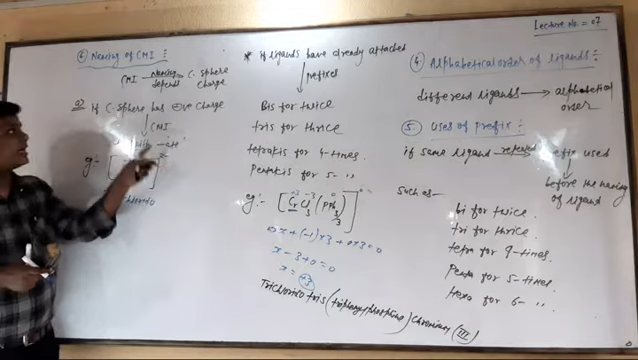 Lecture No. = 07
⑥ Naming of CMI :
CMI naming depends C. sphere charge
Q) If C. sphere has ⊖ve charge
↓ CMI
-ate
eg:- [ ]
chlorido
* if ligands have already attached
↓ prefixes
Bis for twice
tris for thrice
tetrakis for 4-times
Pentakis for 5- "
eg:- [Cr Cl3 (PPh3)3]
x + (-1)×3 + 0×3 = 0
x - 3 + 0 = 0
x = +3
Trichlorido tris (triphenylphosphine) Chromium (III)
④ Alphabetical order of ligands :-
different ligands → alphabetical order
⑤ Uses of prefix :-
if same ligand repeated → prefix used
↓
before the naming of ligand
Such as—
bi for twice.
tri for thrice.
tetra for 4-times.
Penta for 5-times
hexa for 6- "